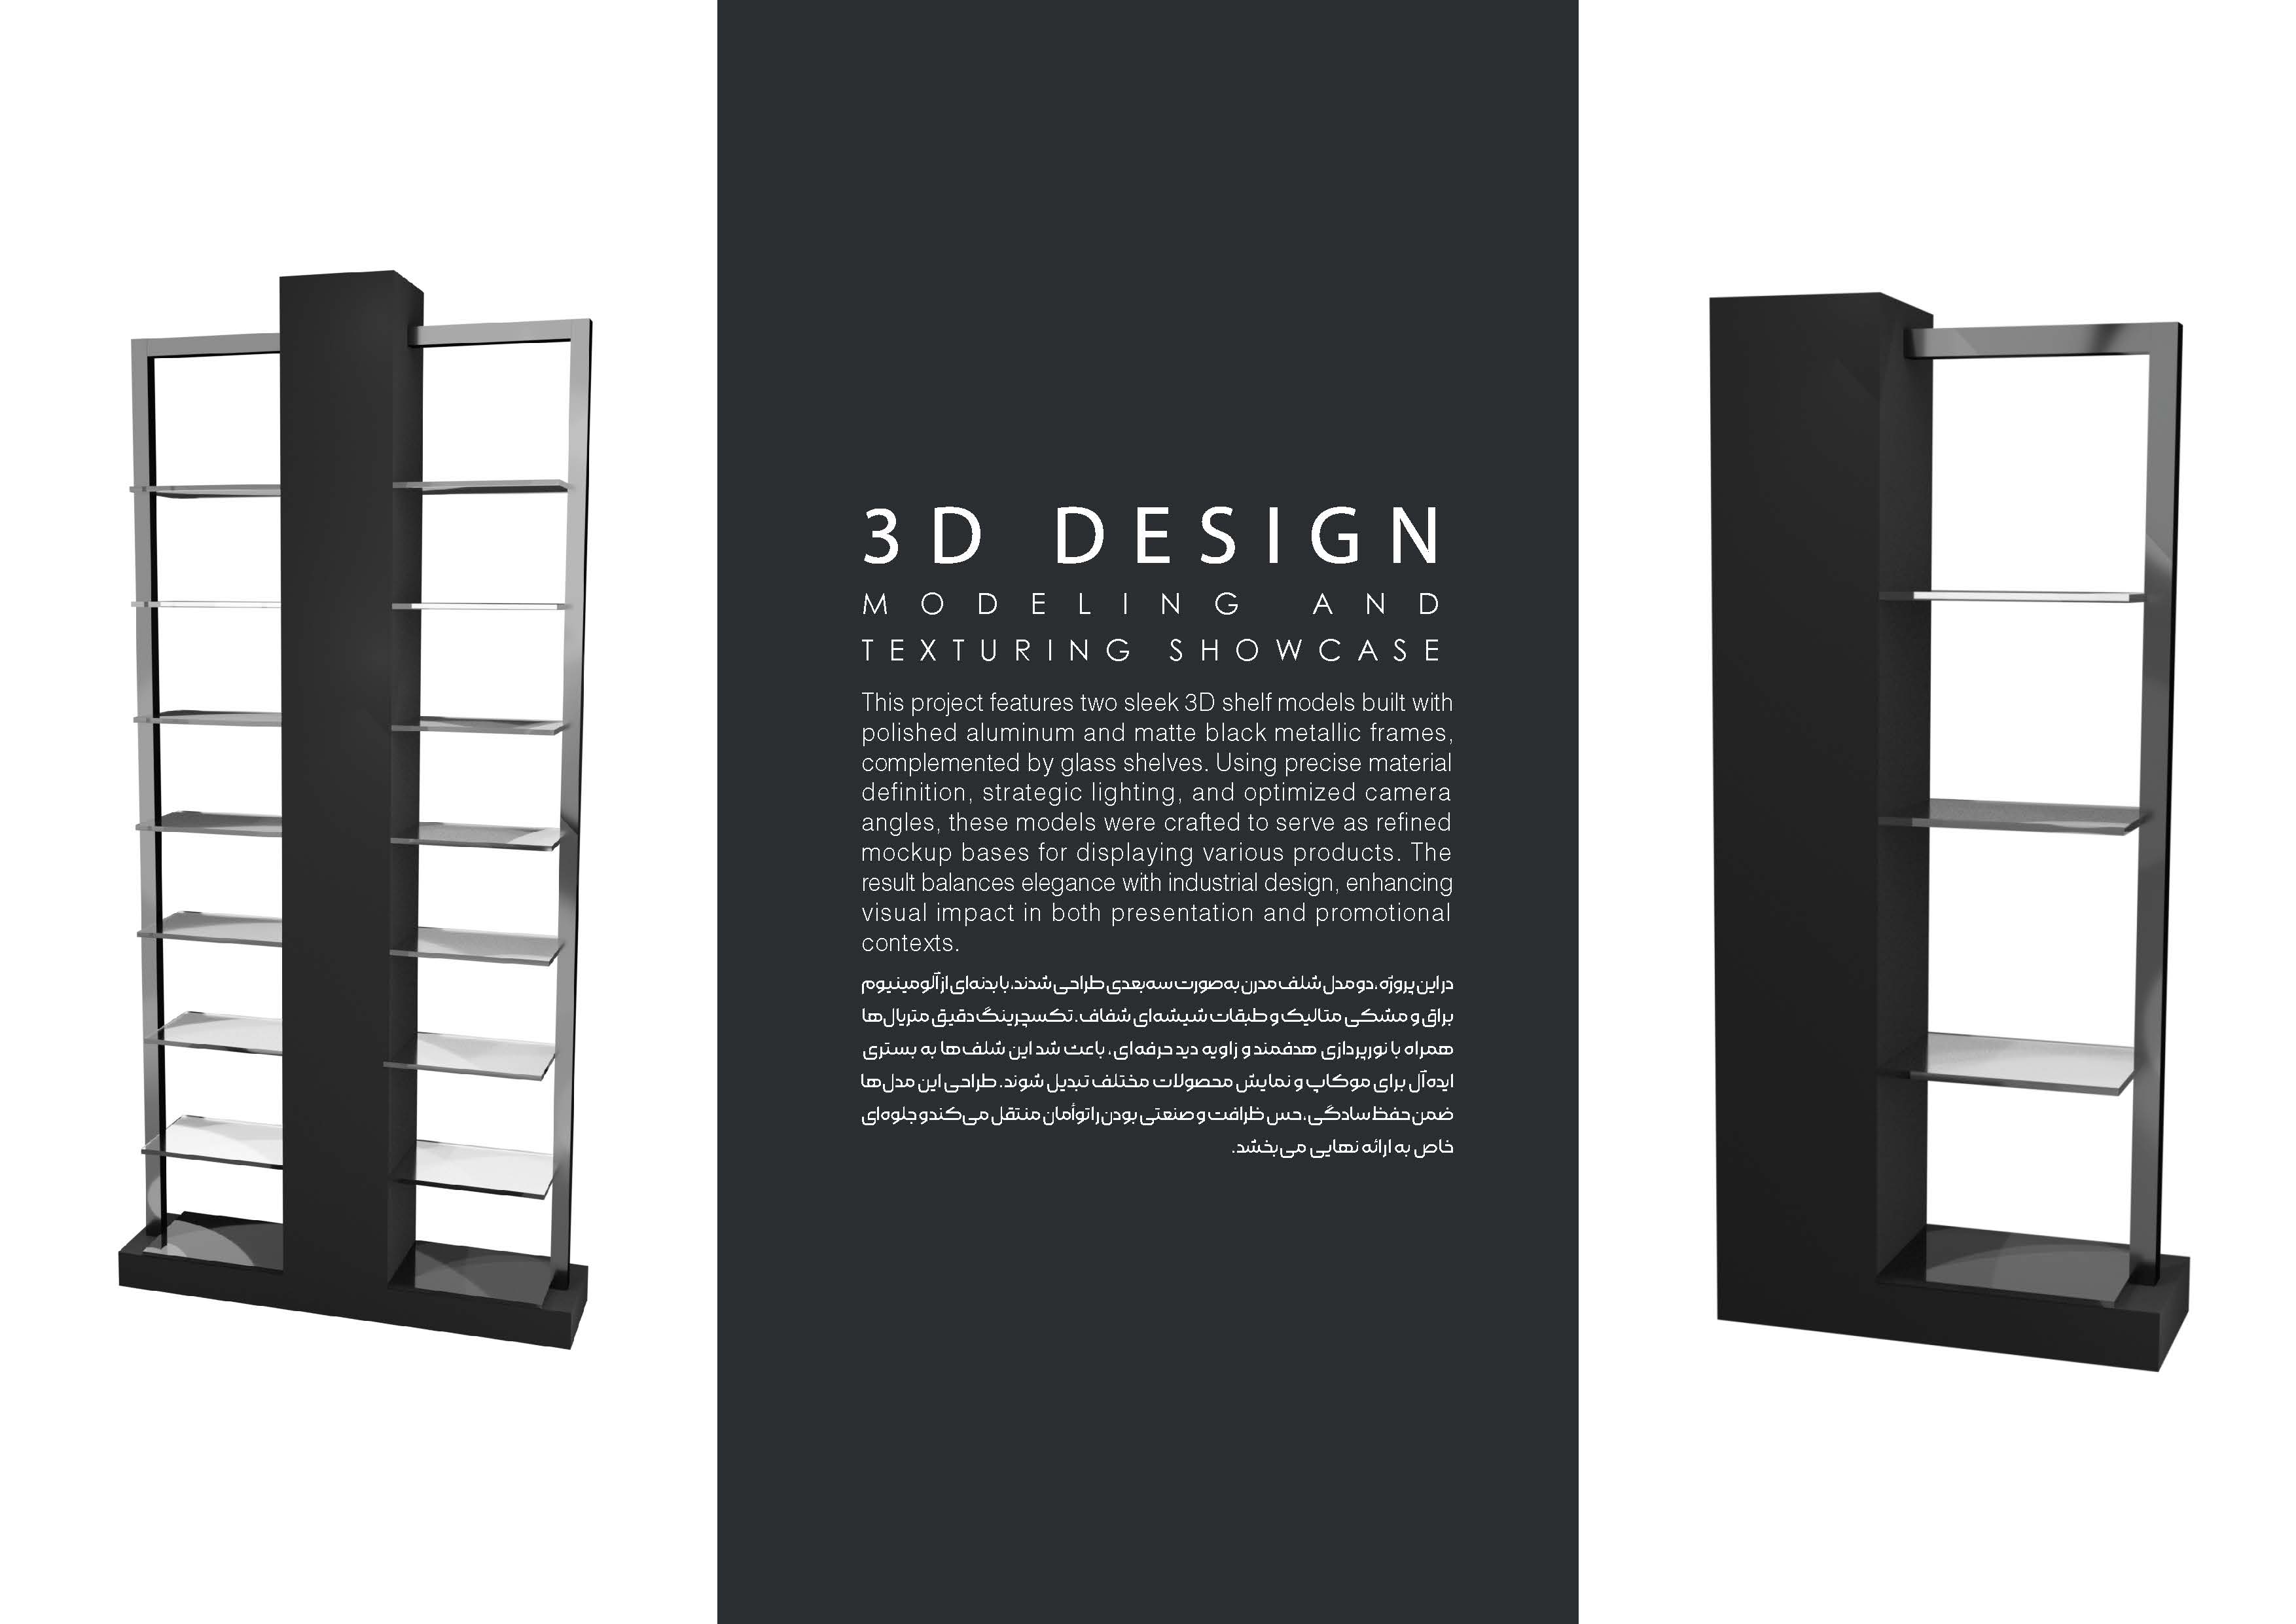 3D DESIGN
MODELING AND
TEXTURING SHOWCASE
This project features two sleek 3D shelf models built with
polished aluminum and matte black metallic frames,
complemented by glass shelves. Using precise material
definition, strategic lighting, and optimized camera
angles, these models were crafted to serve as refined
mockup bases for displaying various products. The
result balances elegance with industrial design, enhancing
visual impact in both presentation and promotional
contexts.
در این پروژه، دو مدل شلف مدرن به‌صورت سه‌بعدی طراحی شدند، با بدنه‌ای از آلومینیوم
براق و مشکی متالیک و طبقات شیشه‌ای شفاف. تکسچرینگ دقیق متریال‌ها
همراه با نورپردازی هدفمند و زاویه دید حرفه‌ای، باعث شد این شلف‌ها به بستری
ایده‌آل برای موکاپ و نمایش محصولات مختلف تبدیل شوند. طراحی این مدل‌ها
ضمن حفظ سادگی، حس ظرافت و صنعتی بودن را توأمان منتقل می‌کند و جلوه‌ای
خاص به ارائه نهایی می‌بخشد.